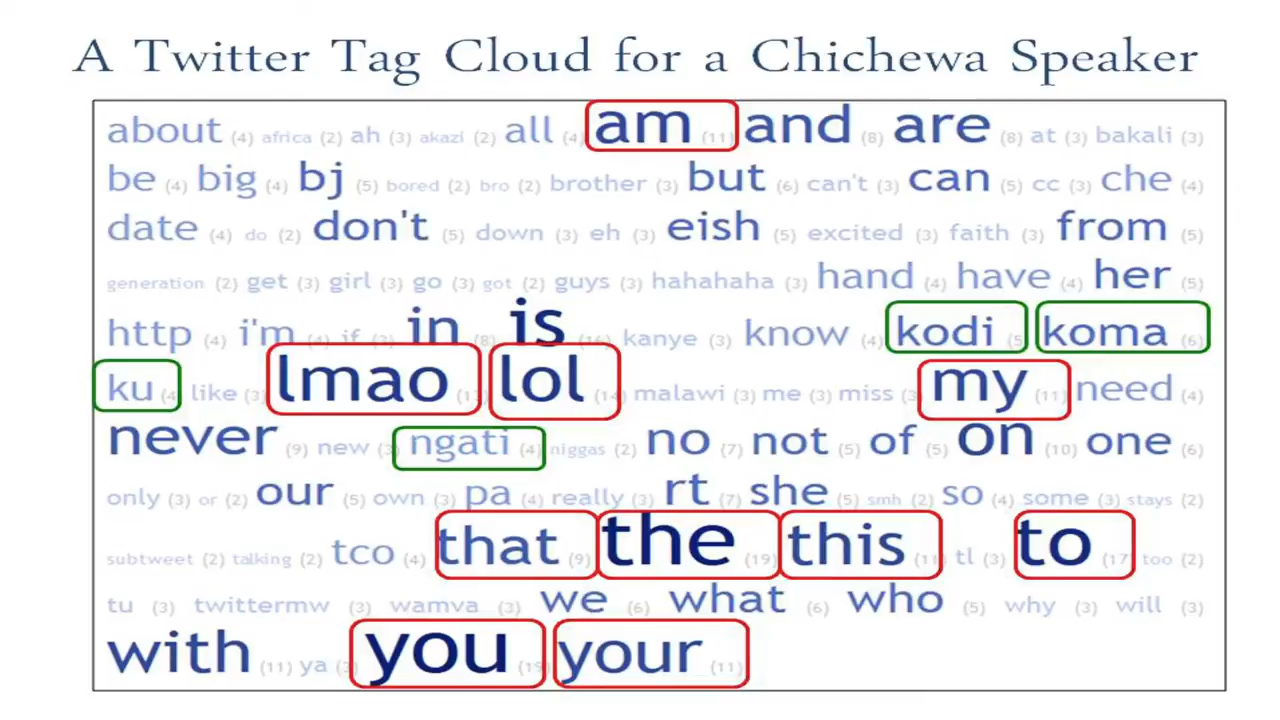 A Twitter Tag Cloud for a Chichewa Speaker
about (4) africa (2) ah (3) akazi (2) all (4) am (11) and (8) are (8) at (3) bakali (3)
be (4) big (4) bj (5) bored (2) bro (2) brother (3) but (6) can't (3) can (5) cc (3) che (4)
date (4) do (2) don't (5) down (3) eh (3) eish (5) excited (3) faith (3) from (5)
generation (2) get (3) girl (3) go (3) got (2) guys (3) hahahaha (3) hand (4) have (4) her (5)
http (4) i'm (4) if (3) in (8) is (16) kanye (3) know (4) kodi (5) koma (6)
ku (4) like (3) lmao (13) lol (14) malawi (3) me (3) miss (3) my (11) need (4)
never (9) new (3) ngati (4) niggas (2) no (7) not (5) of (5) on (10) one (6)
only (3) or (2) our (5) own (3) pa (4) really (3) rt (7) she (5) smh (2) so (4) some (3) stays (2)
subtweet (2) talking (2) tco (4) that (9) the (19) this (11) tl (3) to (17) too (2)
tu (3) twittermw (3) wamva (3) we (6) what (6) who (5) why (3) will (3)
with (11) ya (3) you (19) your (11)